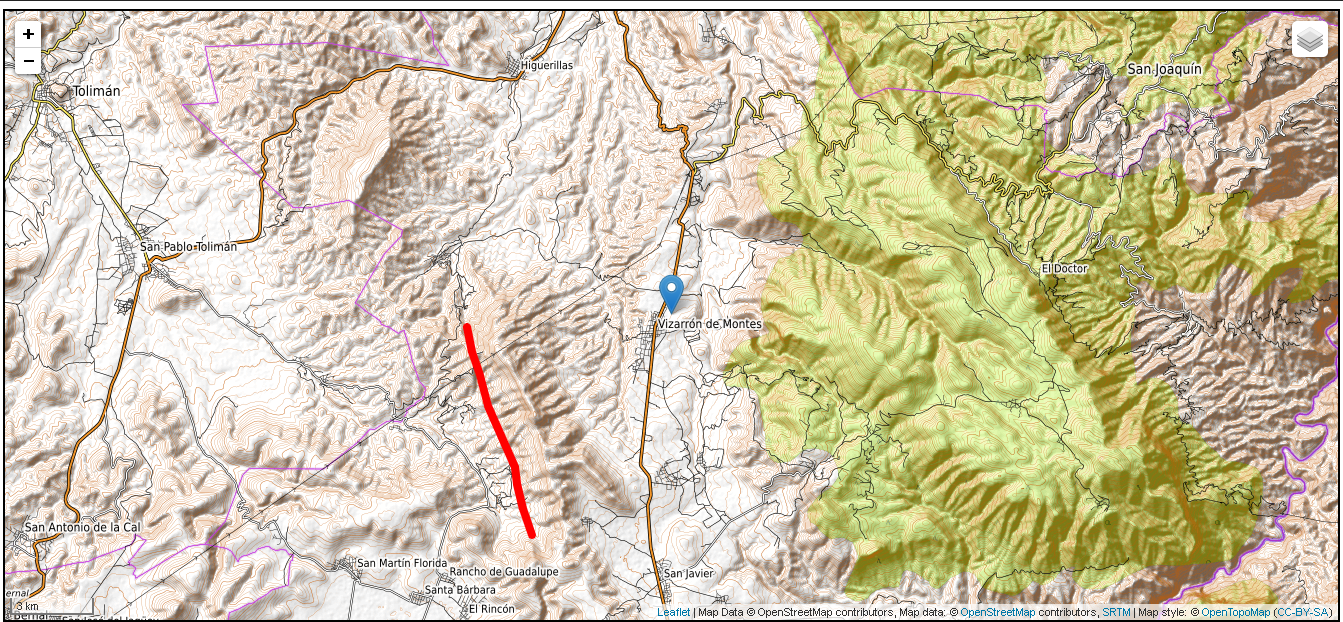 +
−
Higuerillas
San Joaquín
Tolimán
San Pablo Tolimán
El Doctor
Vizarrón de Montes
San Antonio de la Cal
San Martín Florida
Rancho de Guadalupe
San Javier
Santa Bárbara
El Rincón
3 km
Bernal
Leaflet | Map Data © OpenStreetMap contributors, Map data: © OpenStreetMap contributors, SRTM | Map style: © OpenTopoMap (CC-BY-SA)